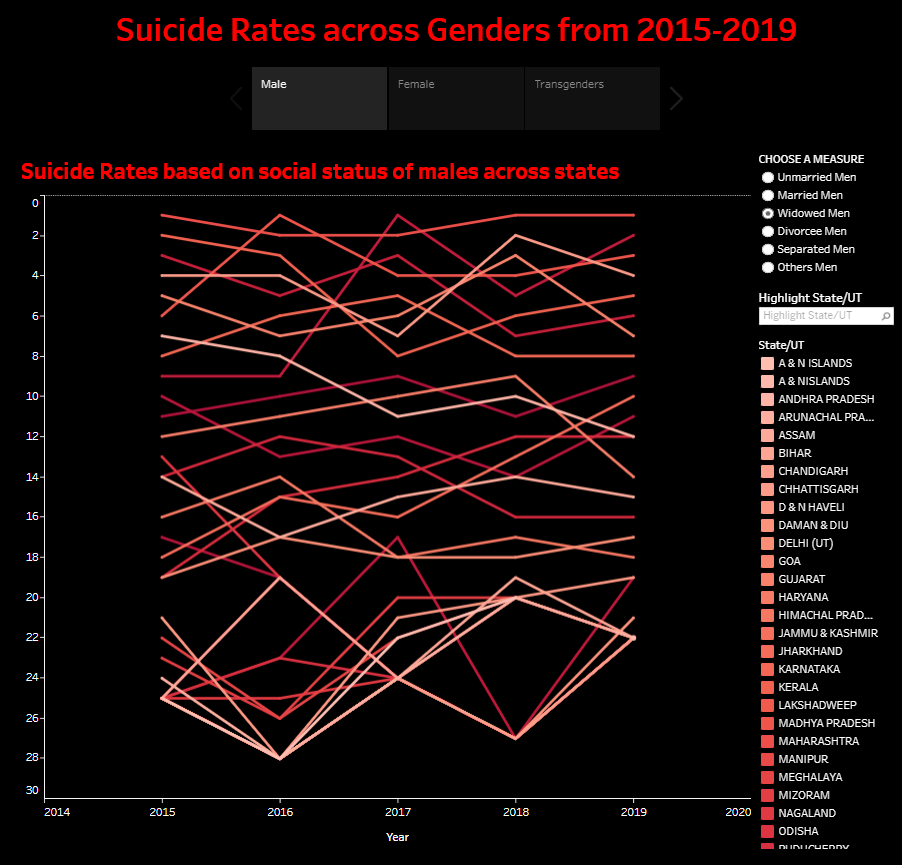 Suicide Rates across Genders from 2015-2019
Male
Female
Transgenders
Suicide Rates based on social status of males across states
0
2
4
6
8
10
12
14
16
18
20
22
24
26
28
30
2014
2015
2016
2017
2018
2019
2020
Year
CHOOSE A MEASURE
Unmarried Men
Married Men
Widowed Men
Divorcee Men
Separated Men
Others Men
Highlight State/UT
Highlight State/UT
State/UT
A & N ISLANDS
A & NISLANDS
ANDHRA PRADESH
ARUNACHAL PRA...
ASSAM
BIHAR
CHANDIGARH
CHHATTISGARH
D & N HAVELI
DAMAN & DIU
DELHI (UT)
GOA
GUJARAT
HARYANA
HIMACHAL PRAD...
JAMMU & KASHMIR
JHARKHAND
KARNATAKA
KERALA
LAKSHADWEEP
MADHYA PRADESH
MAHARASHTRA
MANIPUR
MEGHALAYA
MIZORAM
NAGALAND
ODISHA
PUDUCHERRY